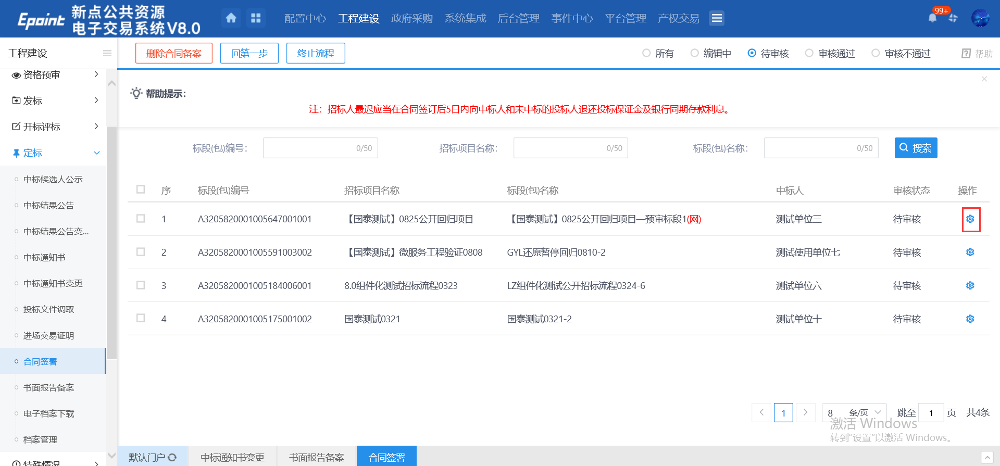 Epoint 新点公共资源
电子交易系统V8.0
配置中心 工程建设 政府采购 系统集成 后台管理 事件中心 平台管理 产权交易
99+
工程建设
删除合同备案 回第一步 终止流程
所有 编辑中 待审核 审核通过 审核不通过
帮助
资格预审
发标
开标评标
定标
中标候选人公示
中标结果公告
中标结果公告变...
中标通知书
中标通知书变更
投标文件调取
进场交易证明
合同签署
书面报告备案
电子档案下载
档案管理
特殊情况
帮助提示：
注：招标人最迟应当在合同签订后5日内向中标人和未中标的投标人退还投标保证金及银行同期存款利息。
标段(包)编号： 0/50 招标项目名称： 0/50 标段(包)名称： 0/50 搜索
序 标段(包)编号 招标项目名称 标段(包)名称 中标人 审核状态 操作
1 A3205820001005647001001 【国泰测试】0825公开回归项目 【国泰测试】0825公开回归项目—预审标段1(网) 测试单位三 待审核
2 A3205820001005591003002 【国泰测试】微服务工程验证0808 GYL还原暂停回归0810-2 测试使用单位七 待审核
3 A3205820001005184006001 8.0组件化测试招标流程0323 LZ组件化测试公开招标流程0324-6 测试单位六 待审核
4 A3205820001005175001002 国泰测试0321 国泰测试0321-2 测试单位十 待审核
1 8 条/页 跳至 1 页 共4条
激活 Windows
转到“设置”以激活 Windows。
默认门户 中标通知书变更 书面报告备案 合同签署